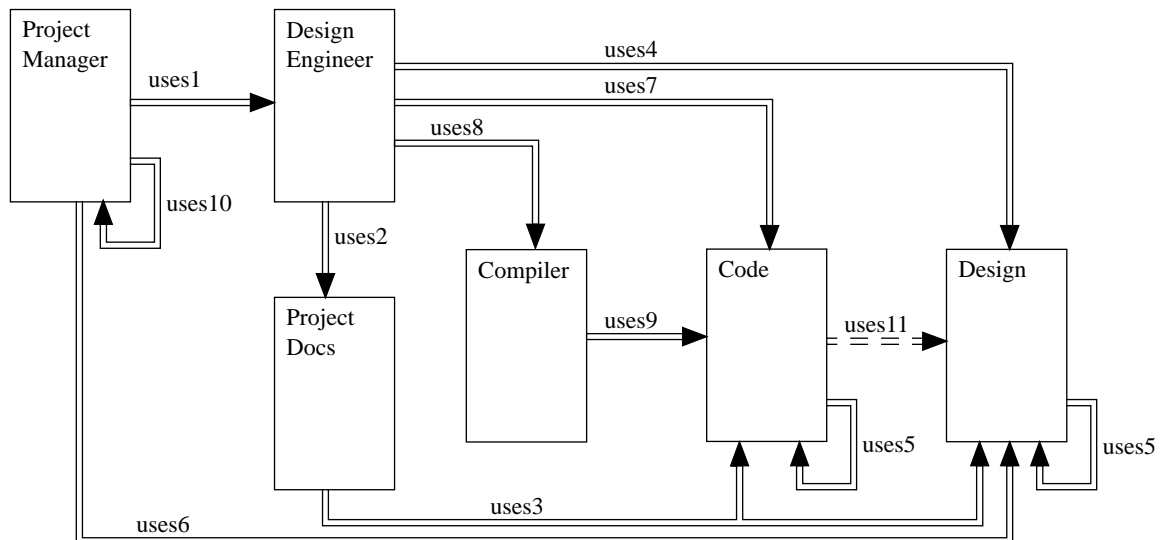 Project
Manager
uses1
Design
Engineer
uses4
uses7
uses8
uses10
uses2
Compiler
Code
Design
Project
Docs
uses9
uses11
uses5
uses5
uses3
uses6